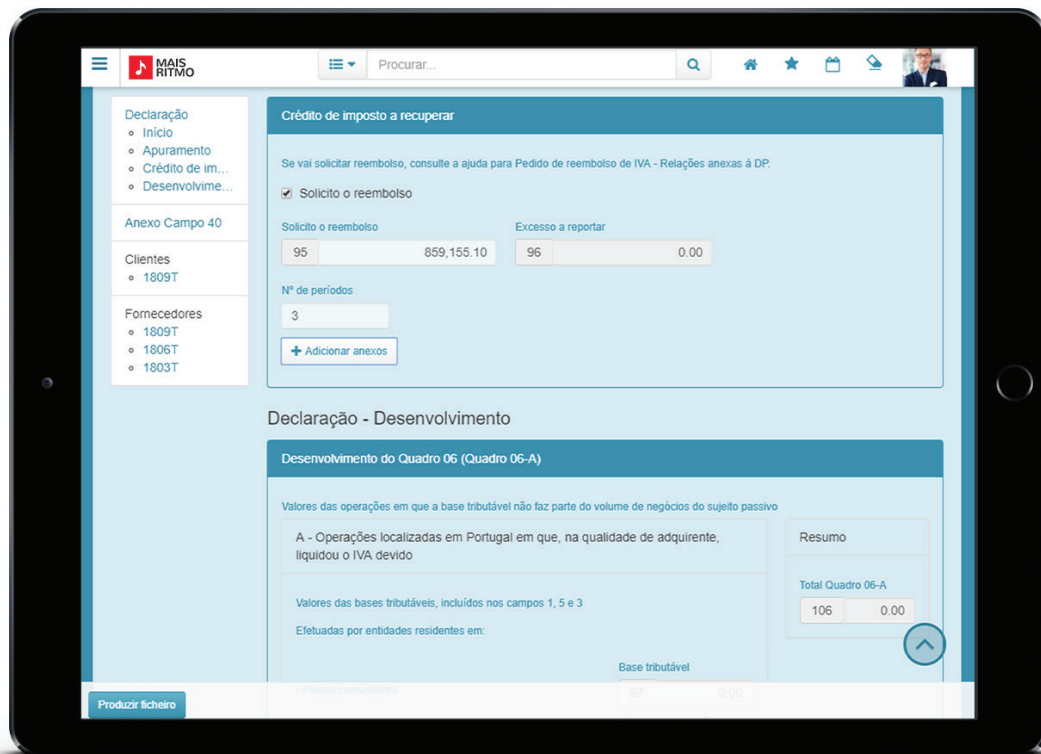 MAIS
RITMO
Procurar...
Declaração
Início
Apuramento
Crédito de im...
Desenvolvime...
Anexo Campo 40
Clientes
1809T
Fornecedores
1809T
1806T
1803T
Crédito de imposto a recuperar
Se vai solicitar reembolso, consulte a ajuda para Pedido de reembolso de IVA - Relações anexas à DP.
Solicito o reembolso
Solicito o reembolso Excesso a reportar
95 859,155.10 96 0.00
Nº de períodos
3
Adicionar anexos
Declaração - Desenvolvimento
Desenvolvimento do Quadro 06 (Quadro 06-A)
Valores das operações em que a base tributável não faz parte do volume de negócios do sujeito passivo
A - Operações localizadas em Portugal em que, na qualidade de adquirente,
liquidou o IVA devido
Valores das bases tributáveis, incluídos nos campos 1, 5 e 3
Efetuadas por entidades residentes em:
Base tributável
97 0.00
Resumo
Total Quadro 06-A
106 0.00
Produzir ficheiro